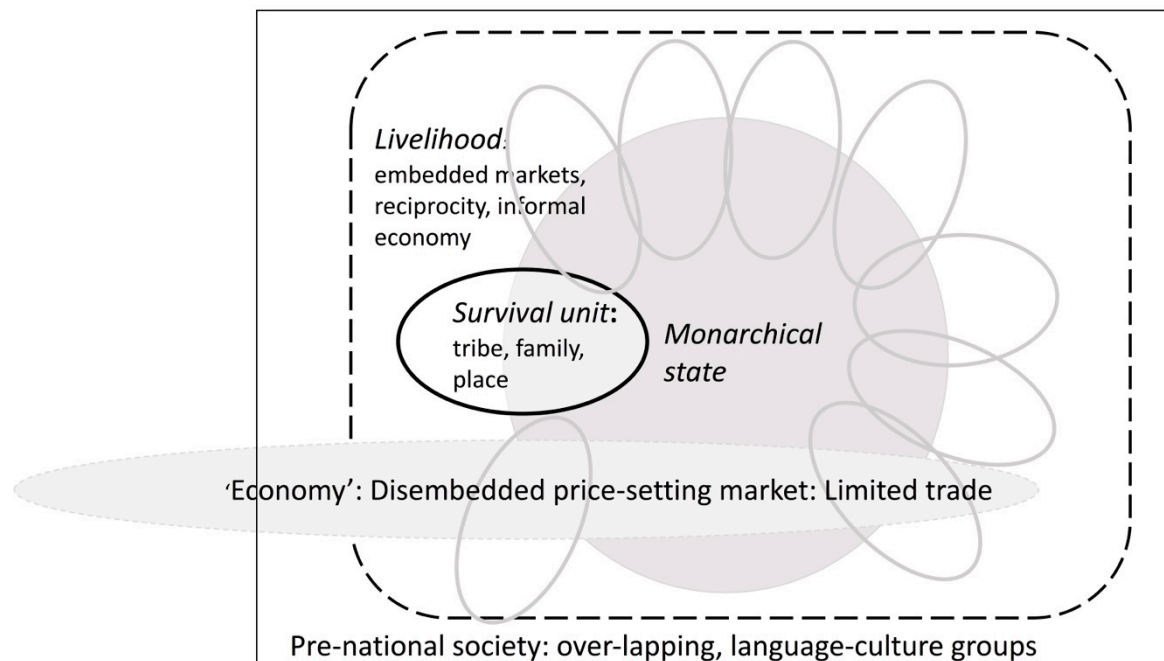 Livelihood:
embedded markets,
reciprocity, informal
economy
Survival unit:
tribe, family,
place
Monarchical
state
‘Economy’: Disembedded price-setting market: Limited trade
Pre-national society: over-lapping, language-culture groups